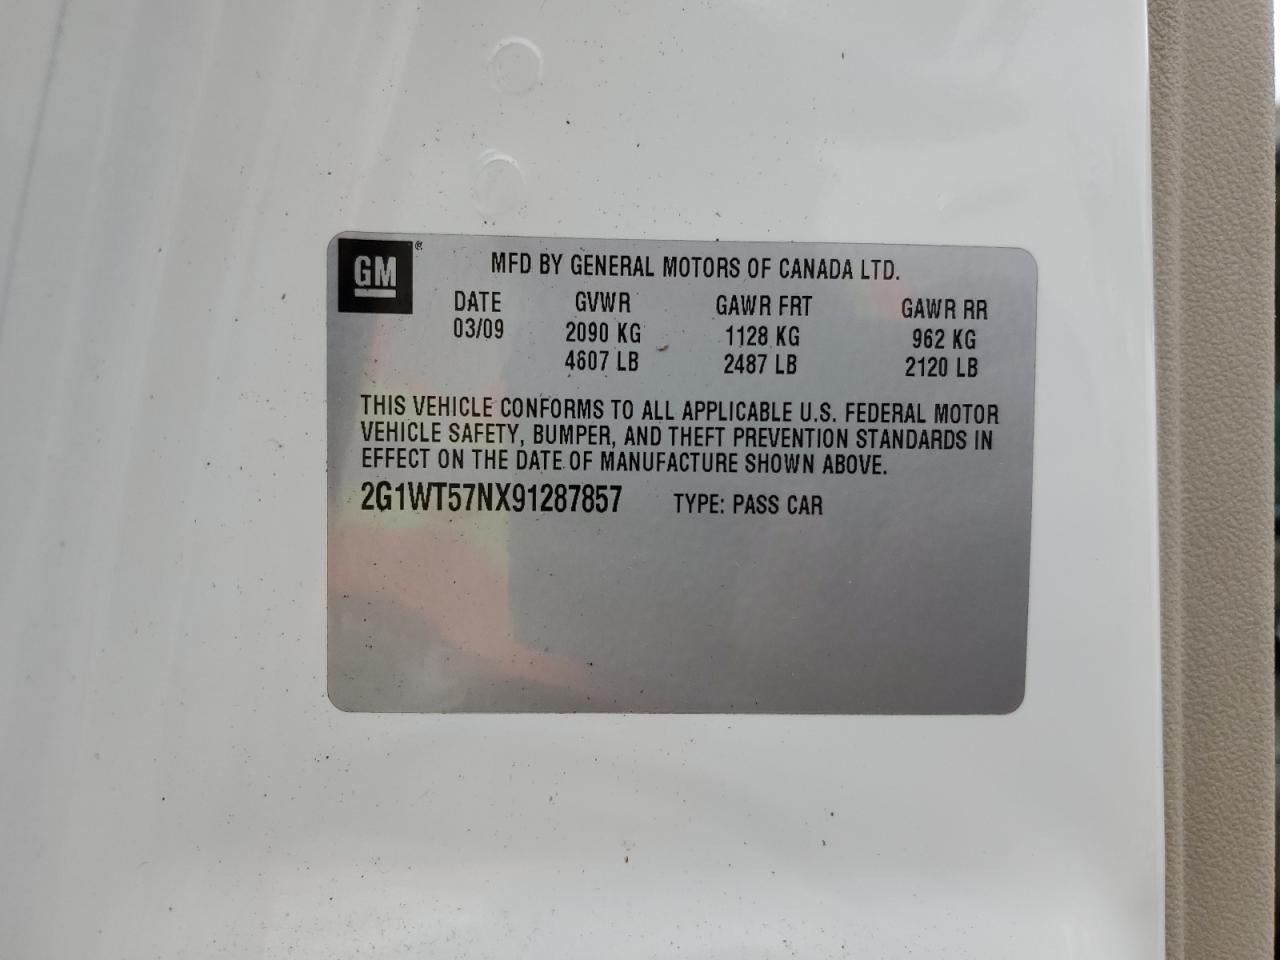 GM®
MFD BY GENERAL MOTORS OF CANADA LTD.
DATE GVWR GAWR FRT GAWR RR
03/09 2090 KG 1128 KG 962 KG
4607 LB 2487 LB 2120 LB
THIS VEHICLE CONFORMS TO ALL APPLICABLE U.S. FEDERAL MOTOR
VEHICLE SAFETY, BUMPER, AND THEFT PREVENTION STANDARDS IN
EFFECT ON THE DATE OF MANUFACTURE SHOWN ABOVE.
2G1WT57NX91287857 TYPE: PASS CAR